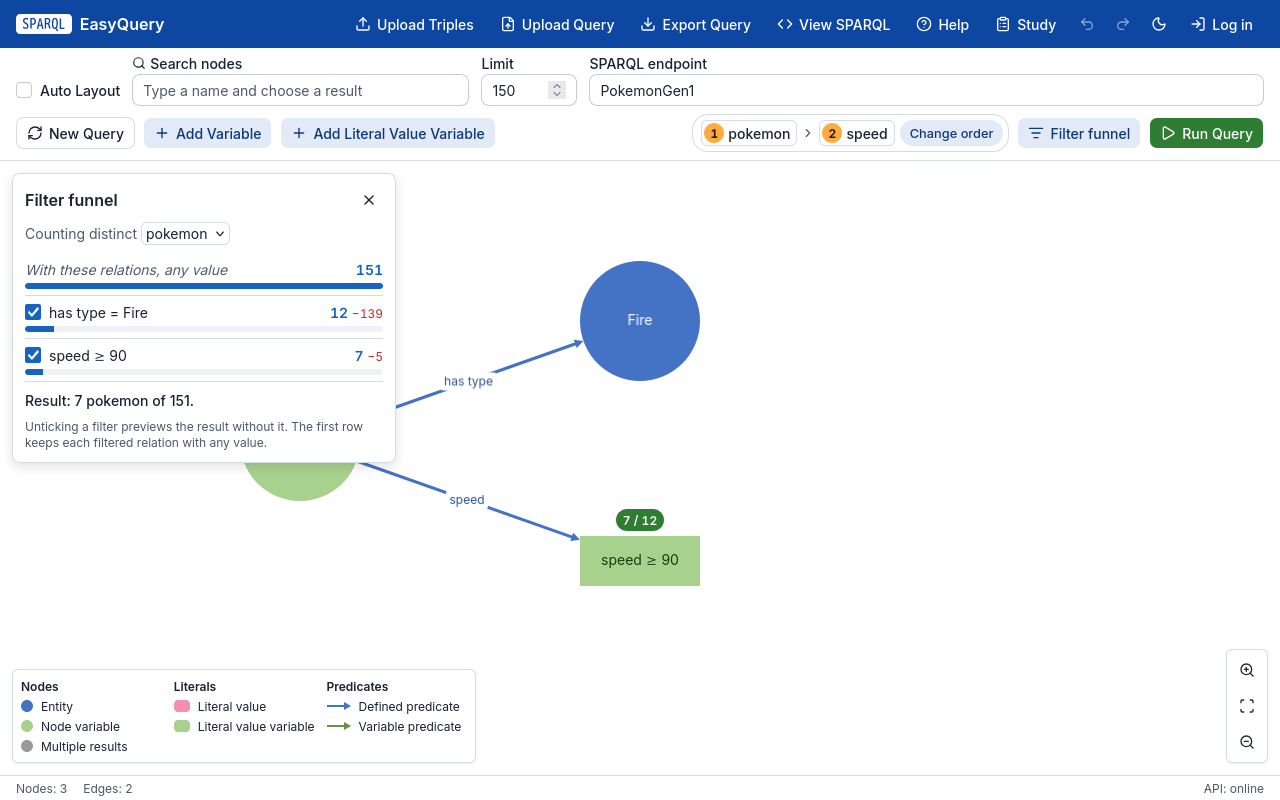 SPARQL EasyQuery
Upload Triples
Upload Query
Export Query
View SPARQL
Help
Study
Log in
Auto Layout
Search nodes
Type a name and choose a result
Limit
150
SPARQL endpoint
PokemonGen1
New Query
Add Variable
Add Literal Value Variable
1 pokemon
2 speed
Change order
Filter funnel
Run Query
Filter funnel
Counting distinct pokemon
With these relations, any value 151
has type = Fire 12 −139
speed ≥ 90 7 −5
Result: 7 pokemon of 151.
Unticking a filter previews the result without it. The first row
keeps each filtered relation with any value.
Fire
has type
speed
7 / 12
speed ≥ 90
Nodes
Entity
Node variable
Multiple results
Literals
Literal value
Literal value variable
Predicates
Defined predicate
Variable predicate
Nodes: 3 Edges: 2
API: online